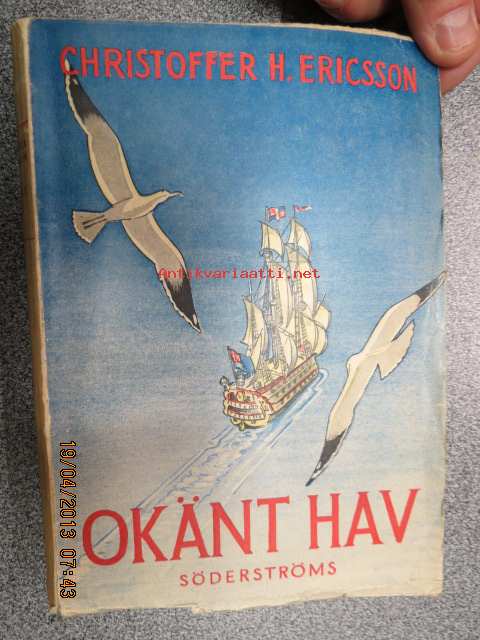 CHRISTOFFER H. ERICSSON
Antikvariaatti.net
OKÄNT HAV
SÖDERSTRÖMS
19/04/2013 07:43